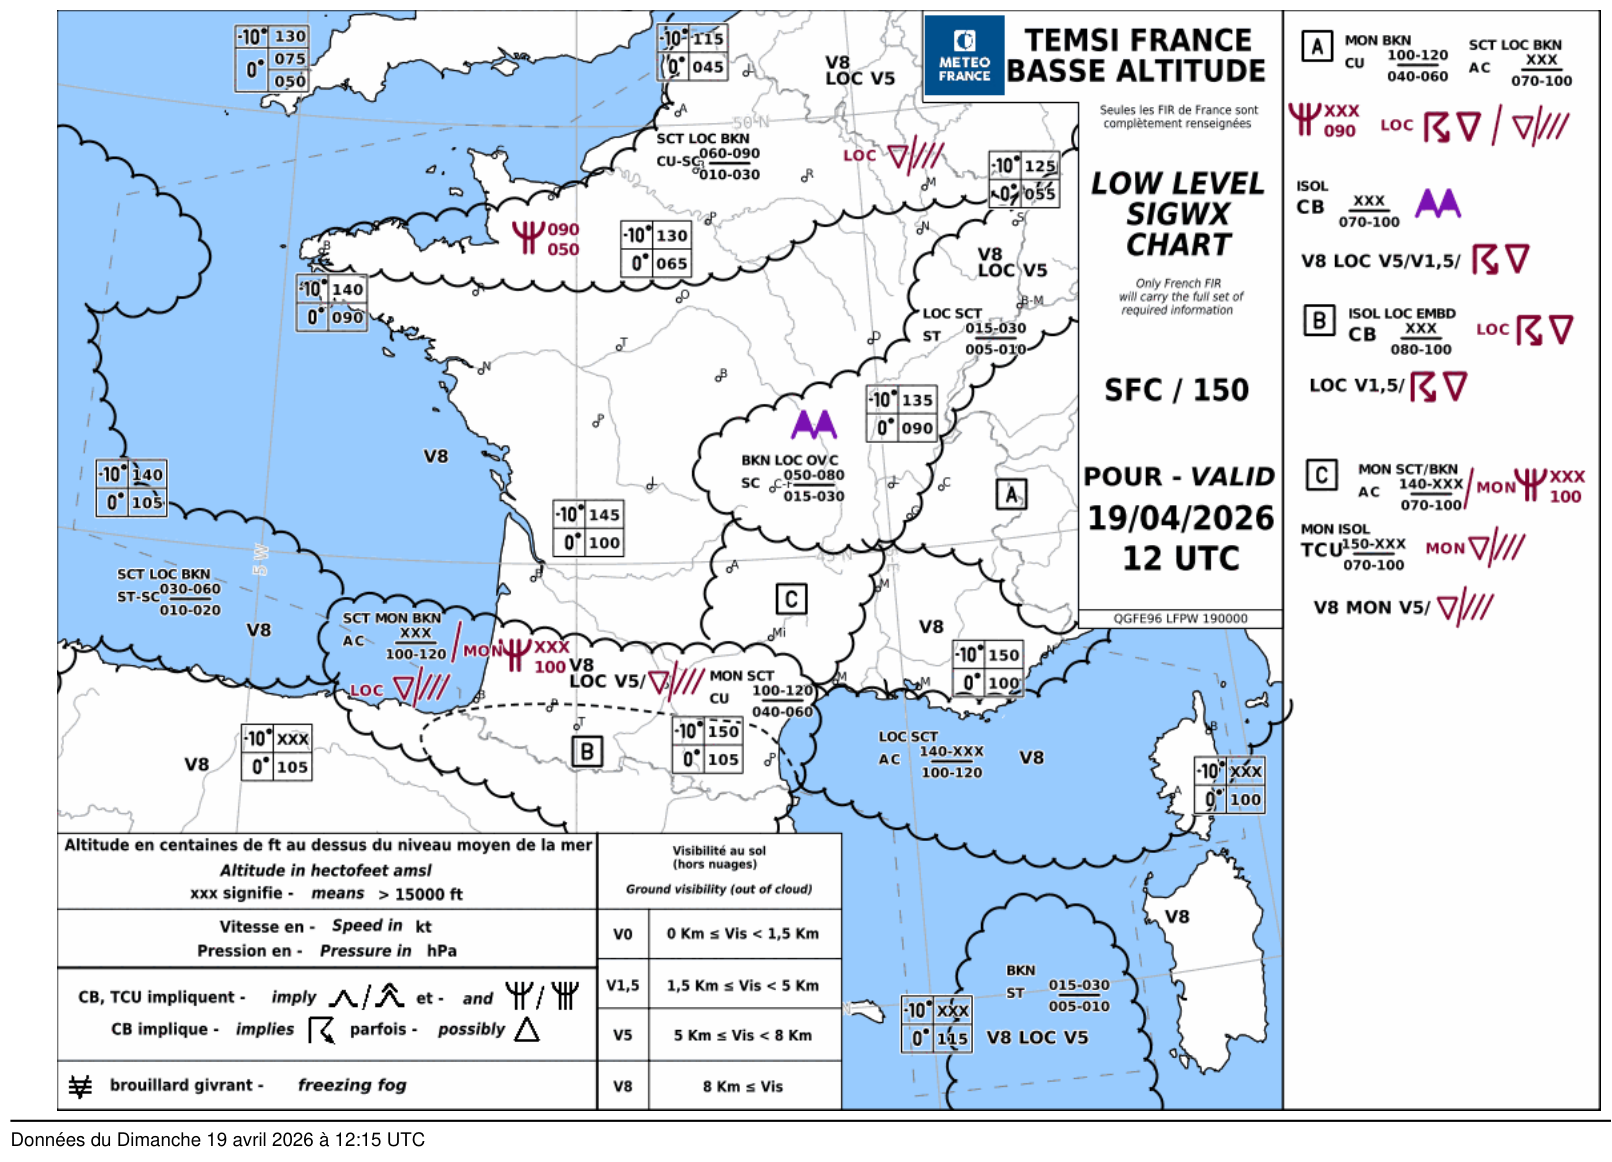 -10° 130
0° 075
050
-10° 115
0° 045
V8
LOC V5
METEO
FRANCE
TEMSI FRANCE
BASSE ALTITUDE
Seules les FIR de France sont
complètement renseignées
LOW LEVEL
SIGWX
CHART
Only French FIR
will carry the full set of
required information
SFC / 150
POUR - VALID
19/04/2026
12 UTC
QGFE96 LFPW 190000
50°N
SCT LOC BKN
CU-SC 060-090
010-030
LOC
-10° 125
0° 055
090
050
-10° 130
0° 065
-10° 140
0° 090
V8
LOC V5
LOC SCT
ST 015-030
005-010
-10° 135
0° 090
V8
BKN LOC OVC
SC 050-080
015-030
A
-10° 140
0° 105
-10° 145
0° 100
5°W
45°N
SCT LOC BKN
ST-SC 030-060
010-020
V8
SCT MON BKN
AC XXX
100-120
MON XXX
100
LOC
V8
LOC V5/
MON SCT
CU 100-120
040-060
C
V8
-10° 150
0° 100
B
-10° 150
0° 105
-10° XXX
0° 105
V8
LOC SCT
AC 140-XXX
100-120
V8
-10° XXX
0° 100
V8
BKN
ST 015-030
005-010
V8 LOC V5
-10° XXX
0° 115
A
MON BKN
CU 100-120
040-060
SCT LOC BKN
AC XXX
070-100
XXX
090
LOC
ISOL
CB XXX
070-100
V8 LOC V5/V1,5/
B
ISOL LOC EMBD
CB XXX
080-100
LOC
LOC V1,5/
C
MON SCT/BKN
AC 140-XXX
070-100
MON XXX
100
MON ISOL
TCU 150-XXX
070-100
MON
V8 MON V5/
Altitude en centaines de ft au dessus du niveau moyen de la mer
Altitude in hectofeet amsl
xxx signifie - means > 15000 ft
Vitesse en - Speed in kt
Pression en - Pressure in hPa
CB, TCU impliquent - imply / et - and /
CB implique - implies parfois - possibly
brouillard givrant - freezing fog
Visibilité au sol
(hors nuages)
Ground visibility (out of cloud)
V0 0 Km ≤ Vis < 1,5 Km
V1,5 1,5 Km ≤ Vis < 5 Km
V5 5 Km ≤ Vis < 8 Km
V8 8 Km ≤ Vis
Données du Dimanche 19 avril 2026 à 12:15 UTC